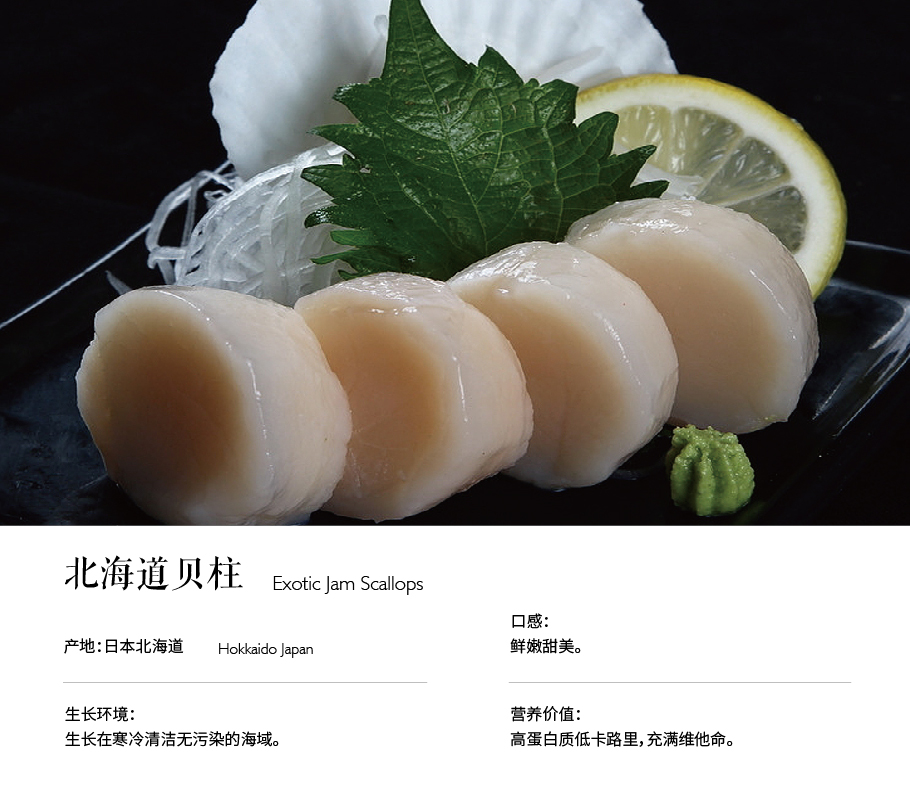 北海道贝柱 Exotic Jam Scallops
产地：日本北海道 Hokkaido Japan
口感：
鲜嫩甜美。
生长环境：
生长在寒冷清洁无污染的海域。
营养价值：
高蛋白质低卡路里，充满维他命。